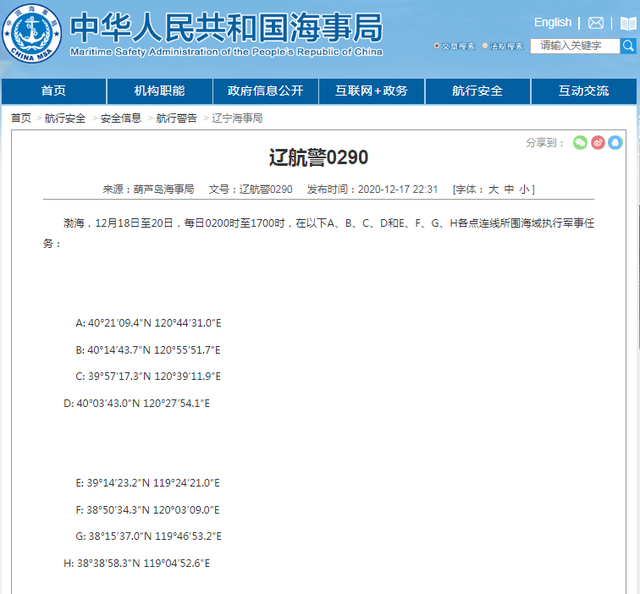 中华人民共和国海事局
Maritime Safety Administration of the People's Republic of China
中国海事局
CHINA MSA
English
文章搜索 法规搜索 请输入关键字
首页 机构职能 政府信息公开 互联网+政务 航行安全 互动交流
首页 > 航行安全 > 安全信息 > 航行警告 > 辽宁海事局
分享到：
辽航警0290
来源：葫芦岛海事局 文号：辽航警0290 发布时间：2020-12-17 22:31 [字体： 大 中 小 ]
渤海，12月18日至20日，每日0200时至1700时，在以下A、B、C、D和E、F、G、H各点连线所围海域执行军事任
务：
A: 40°21′09.4″N 120°44′31.0″E
B: 40°14′43.7″N 120°55′51.7″E
C: 39°57′17.3″N 120°39′11.9″E
D: 40°03′43.0″N 120°27′54.1″E
E: 39°14′23.2″N 119°24′21.0″E
F: 38°50′34.3″N 120°03′09.0″E
G: 38°15′37.0″N 119°46′53.2″E
H: 38°38′58.3″N 119°04′52.6″E